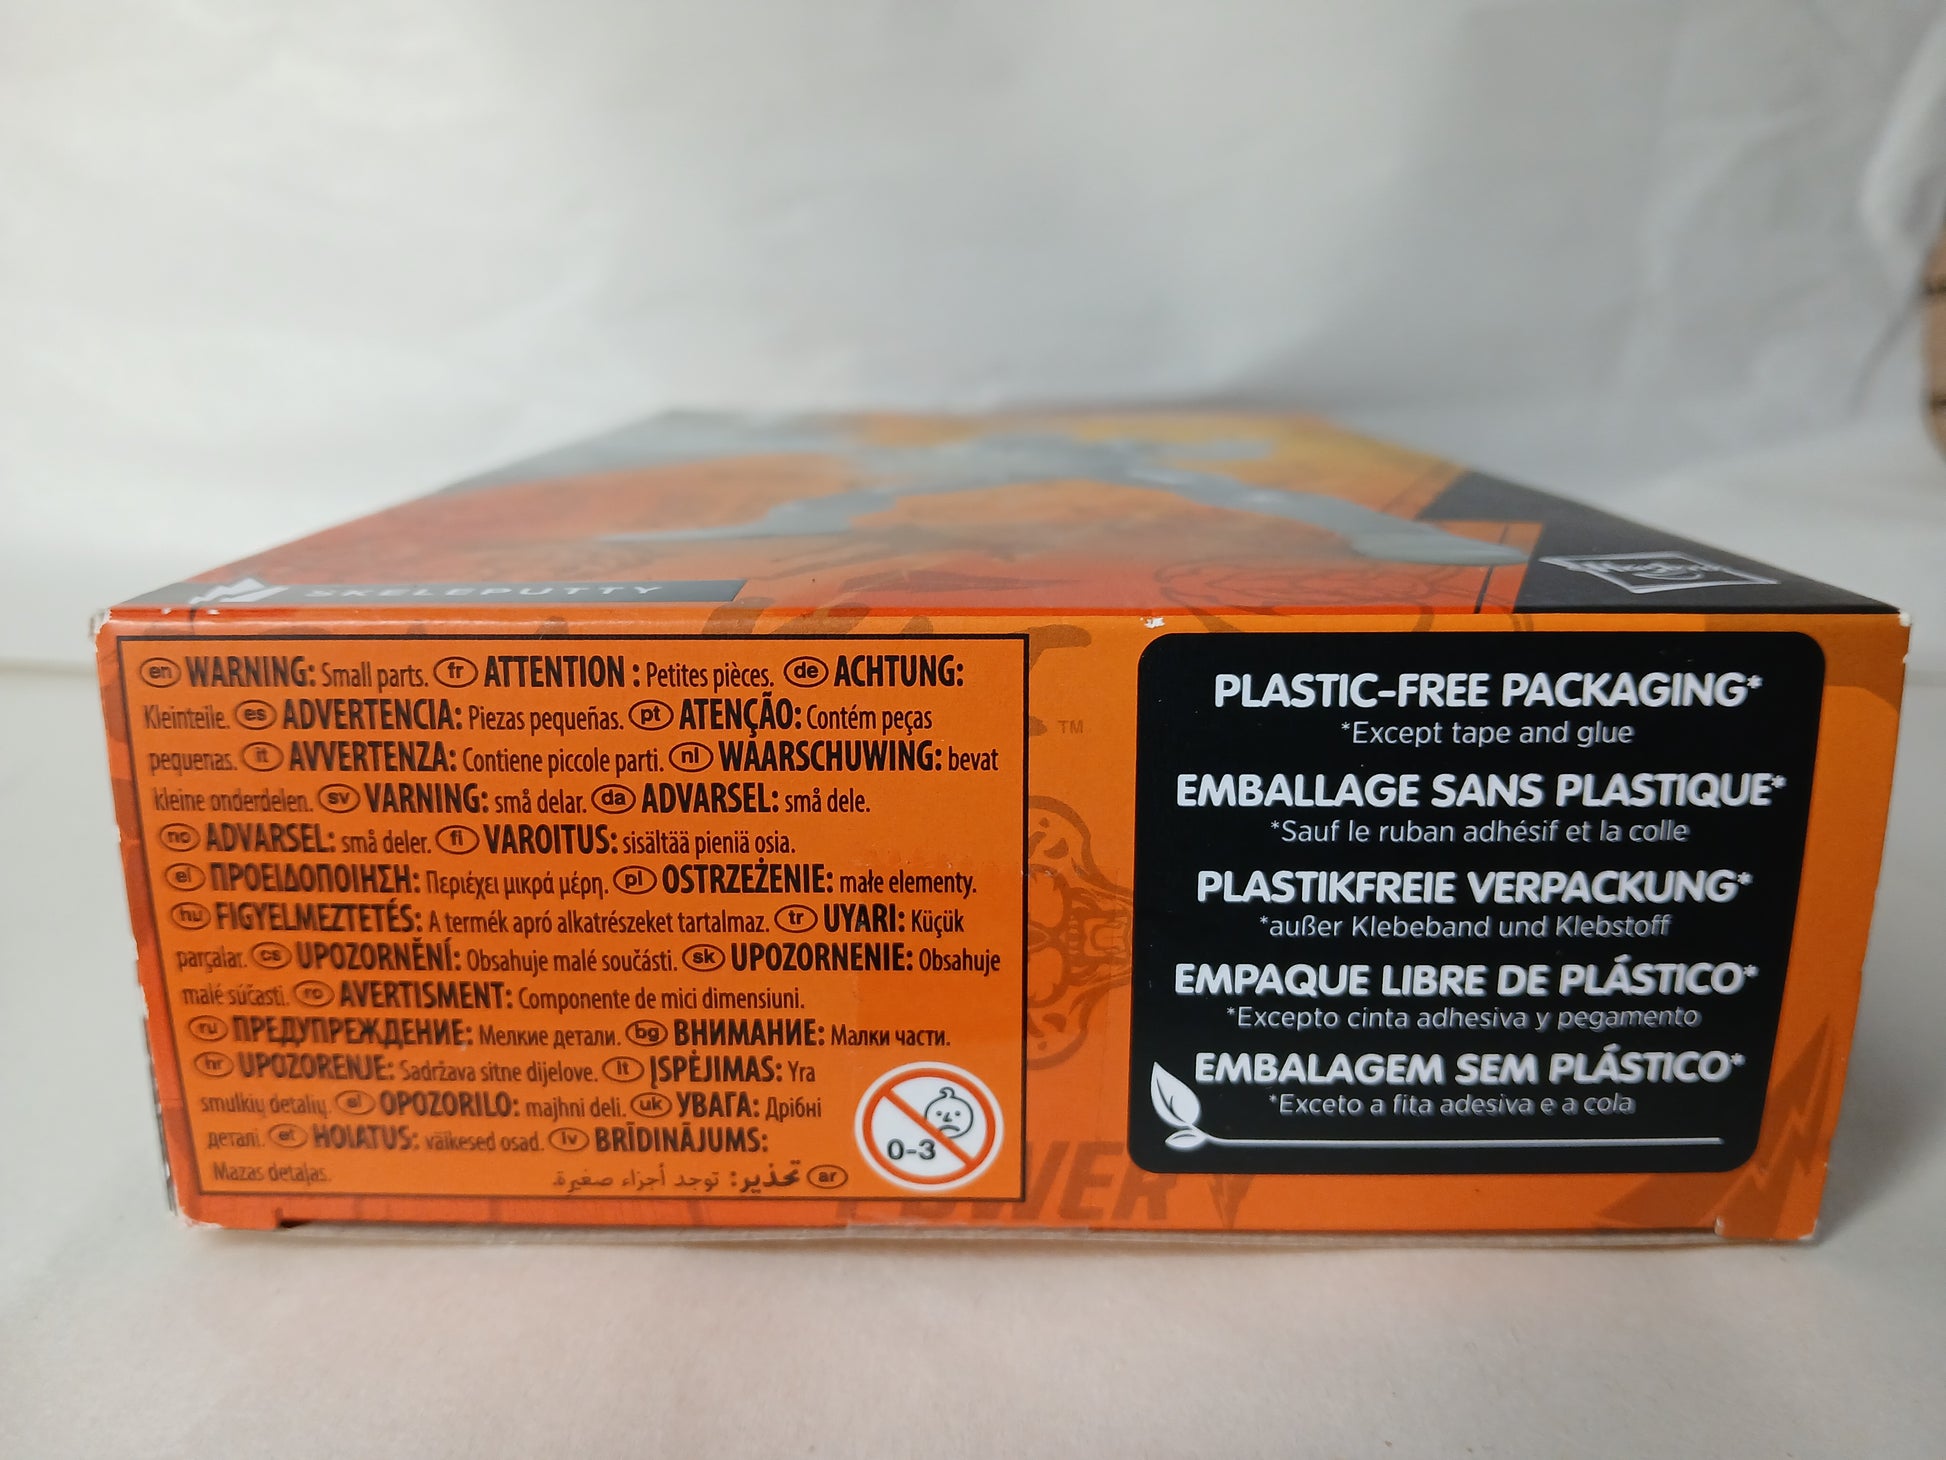 SKELEPUTTY
en WARNING: Small parts. fr ATTENTION : Petites pièces. de ACHTUNG:
Kleinteile. es ADVERTENCIA: Piezas pequeñas. pt ATENÇÃO: Contém peças
pequenas. it AVVERTENZA: Contiene piccole parti. nl WAARSCHUWING: bevat
kleine onderdelen. sv VARNING: små delar. da ADVARSEL: små dele.
no ADVARSEL: små deler. fi VAROITUS: sisältää pieniä osia.
el ΠΡΟΕΙΔΟΠΟΙΗΣΗ: Περιέχει μικρά μέρη. pl OSTRZEŻENIE: małe elementy.
hu FIGYELMEZTETÉS: A termék apró alkatrészeket tartalmaz. tr UYARI: Küçük
parçalar. cs UPOZORNĚNÍ: Obsahuje malé součásti. sk UPOZORNENIE: Obsahuje
malé súčasti. ro AVERTISMENT: Componente de mici dimensiuni.
ru ПРЕДУПРЕЖДЕНИЕ: Мелкие детали. bg ВНИМАНИЕ: Малки части.
hr UPOZORENJE: Sadržava sitne dijelove. lt ĮSPĖJIMAS: Yra
smulkių detalių. sl OPOZORILO: majhni deli. uk УВАГА: Дрібні
деталі. et HOIATUS: väikesed osad. lv BRĪDINĀJUMS:
Mazas detaļas.
ar تحذير: توجد أجزاء صغيرة.
0-3
TM
POWER
PLASTIC-FREE PACKAGING*
*Except tape and glue
EMBALLAGE SANS PLASTIQUE*
*Sauf le ruban adhésif et la colle
PLASTIKFREIE VERPACKUNG*
*außer Klebeband und Klebstoff
EMPAQUE LIBRE DE PLÁSTICO*
*Excepto cinta adhesiva y pegamento
EMBALAGEM SEM PLÁSTICO*
*Exceto a fita adesiva e a cola